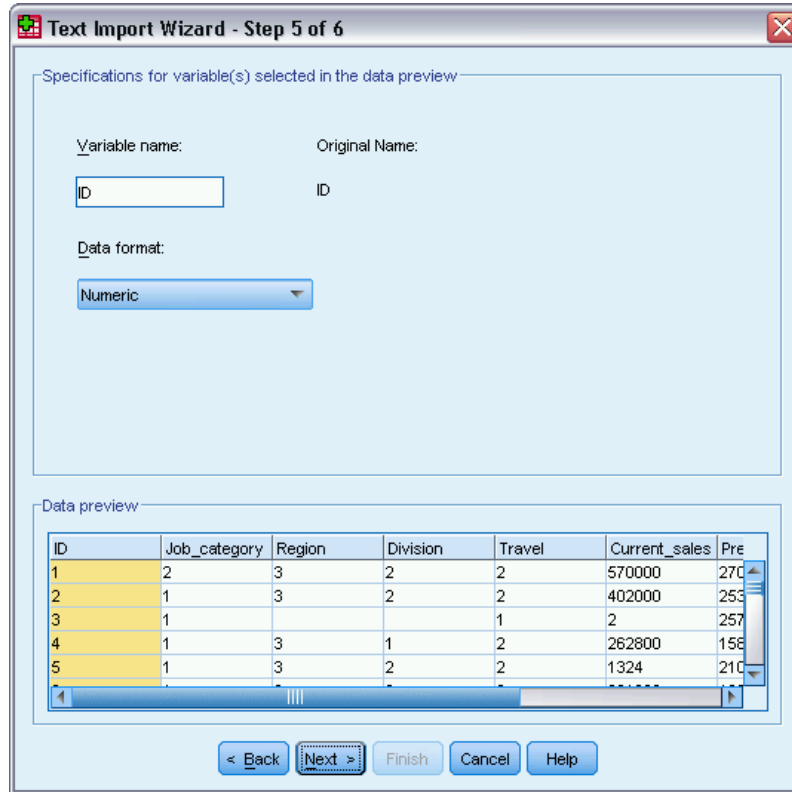 Text Import Wizard - Step 5 of 6
Specifications for variable(s) selected in the data preview
Variable name: Original Name:
ID ID
Data format:
Numeric
Data preview
ID Job_category Region Division Travel Current_sales Pre
1 2 3 2 2 570000 270
2 1 3 2 2 402000 253
3 1 1 2 257
4 1 3 1 2 262800 158
5 1 3 2 2 1324 210
< Back Next > Finish Cancel Help